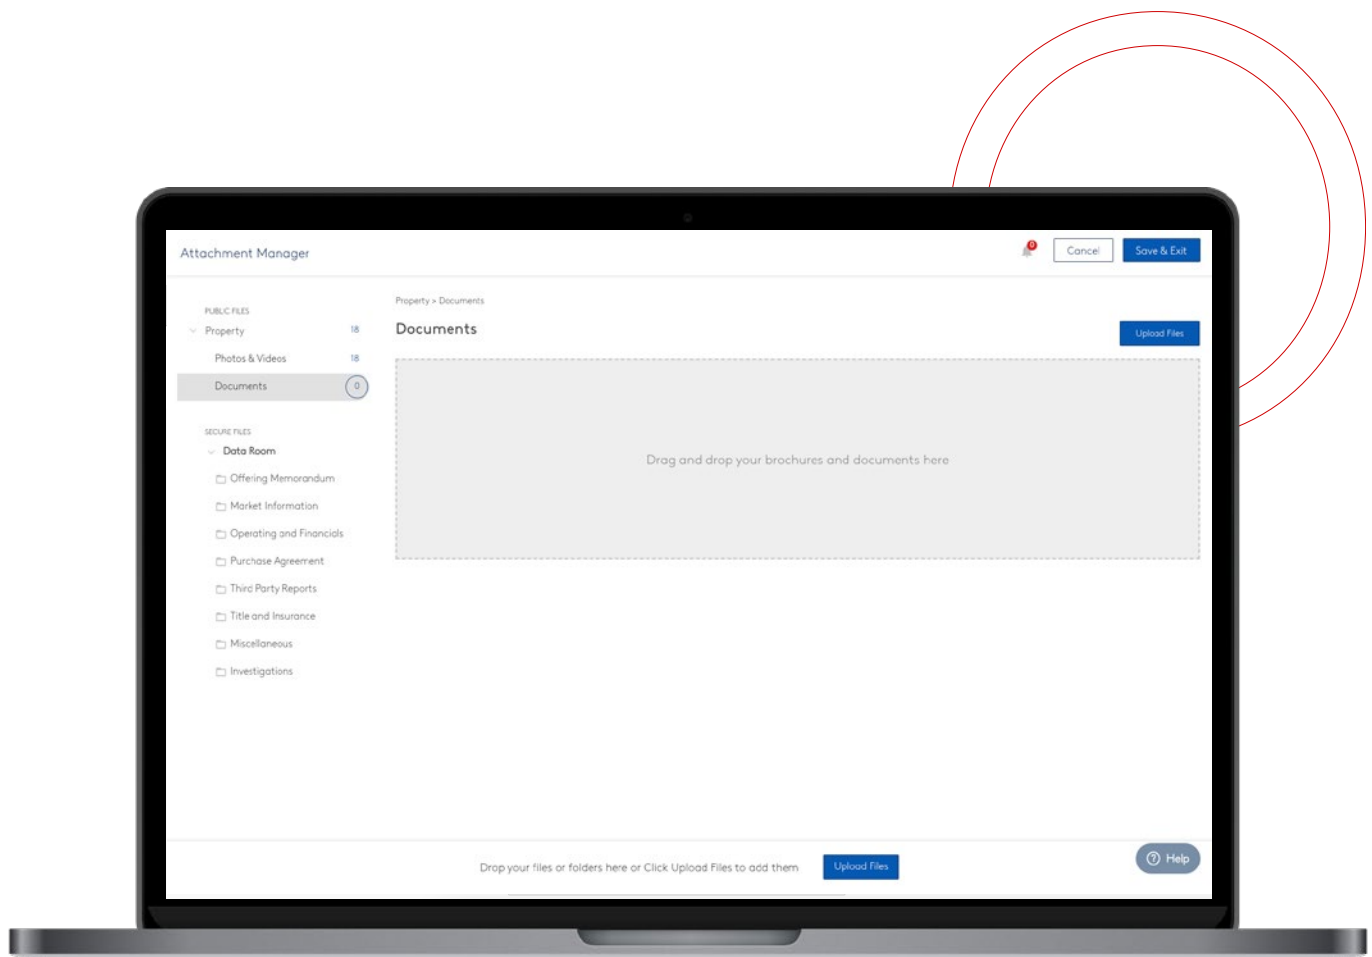 Attachment Manager
0
Cancel
Save & Exit
PUBLIC FILES
Property 18
Photos & Videos 18
Documents 0
SECURE FILES
Data Room
Offering Memorandum
Market Information
Operating and Financials
Purchase Agreement
Third Party Reports
Title and Insurance
Miscellaneous
Investigations
Property > Documents
Documents
Upload Files
Drag and drop your brochures and documents here
Drop your files or folders here or Click Upload Files to add them
Upload Files
? Help